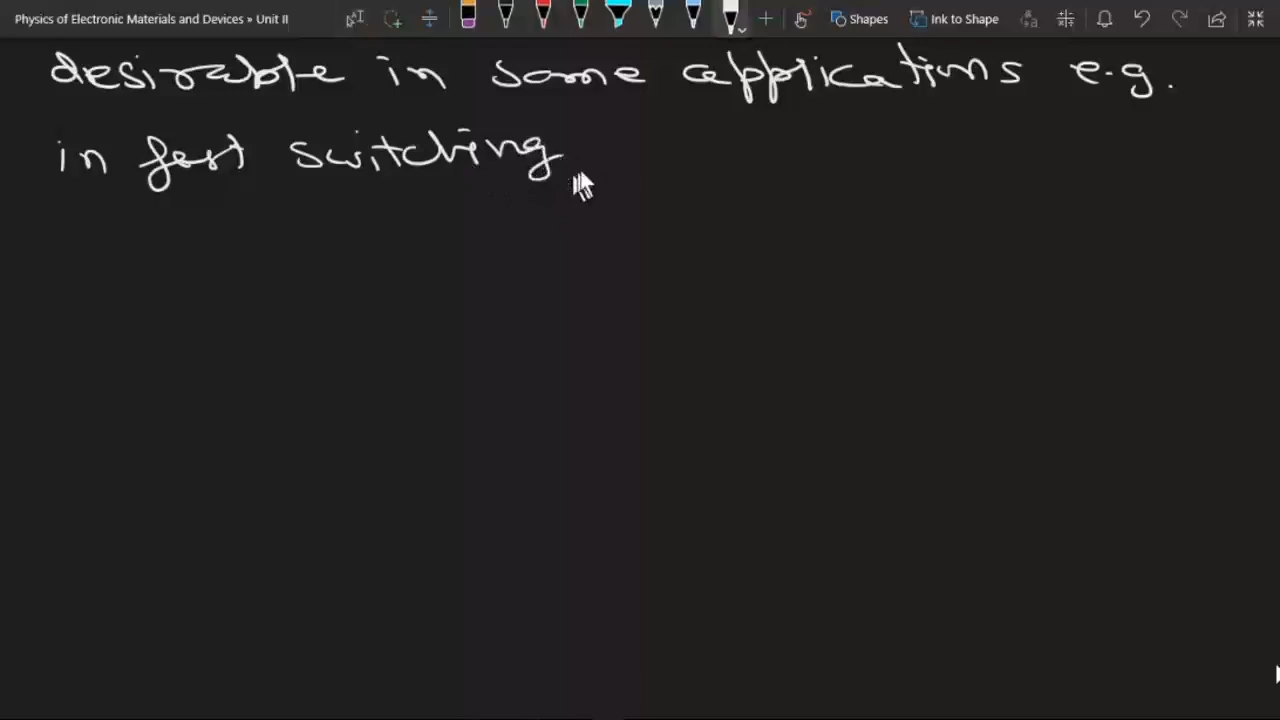 Physics of Electronic Materials and Devices » Unit II
Shapes
Ink to Shape
desirable in some applications e.g.
in fast switching